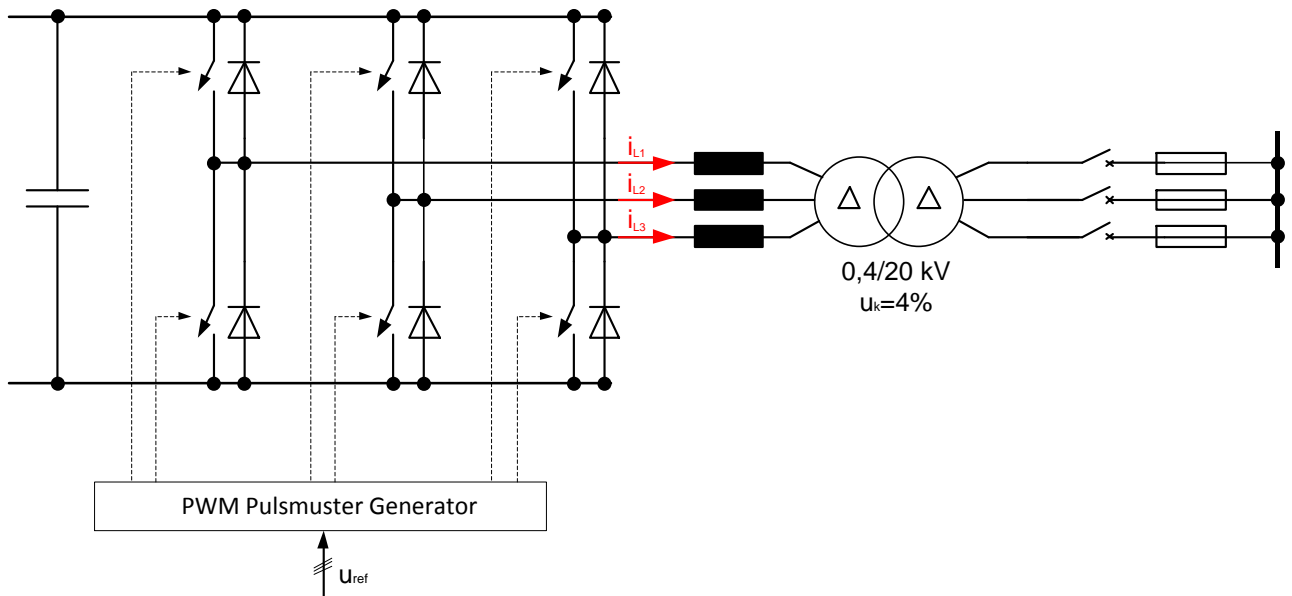 iL1
iL2
iL3
Δ Δ
0,4/20 kV
uk=4%
PWM Pulsmuster Generator
uref